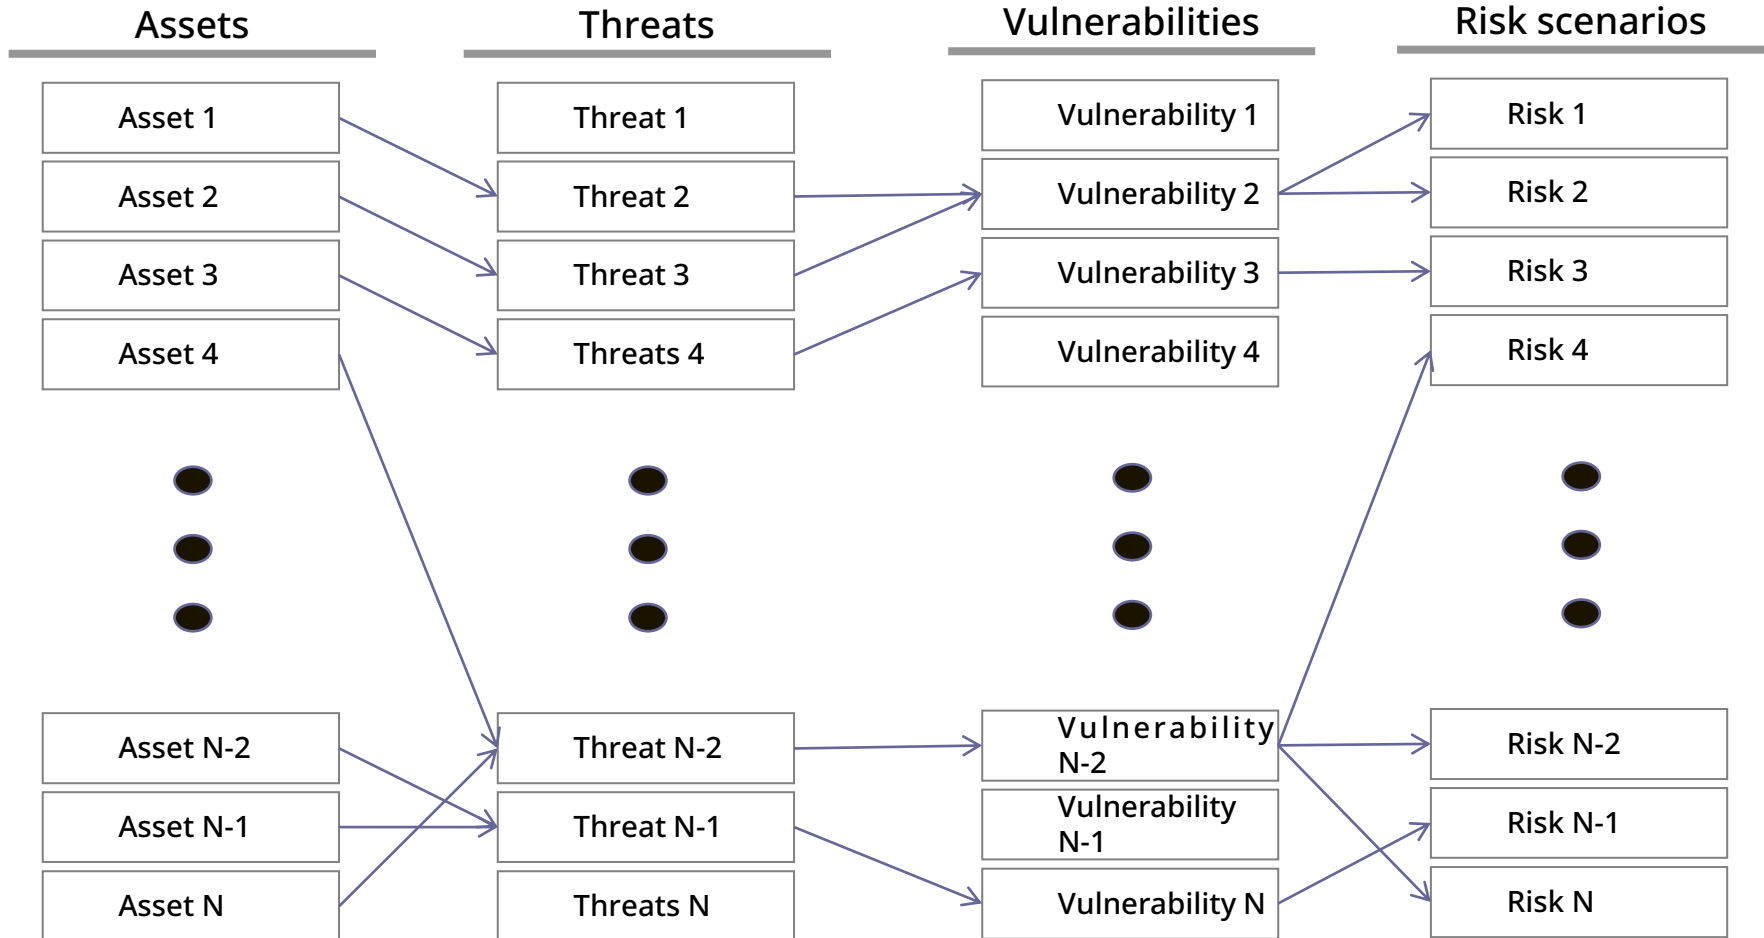 Assets
Threats
Vulnerabilities
Risk scenarios
Asset 1
Threat 1
Vulnerability 1
Risk 1
Asset 2
Threat 2
Vulnerability 2
Risk 2
Asset 3
Threat 3
Vulnerability 3
Risk 3
Asset 4
Threats 4
Vulnerability 4
Risk 4
Asset N-2
Threat N-2
Vulnerability
N-2
Risk N-2
Asset N-1
Threat N-1
Vulnerability
N-1
Risk N-1
Asset N
Threats N
Vulnerability N
Risk N